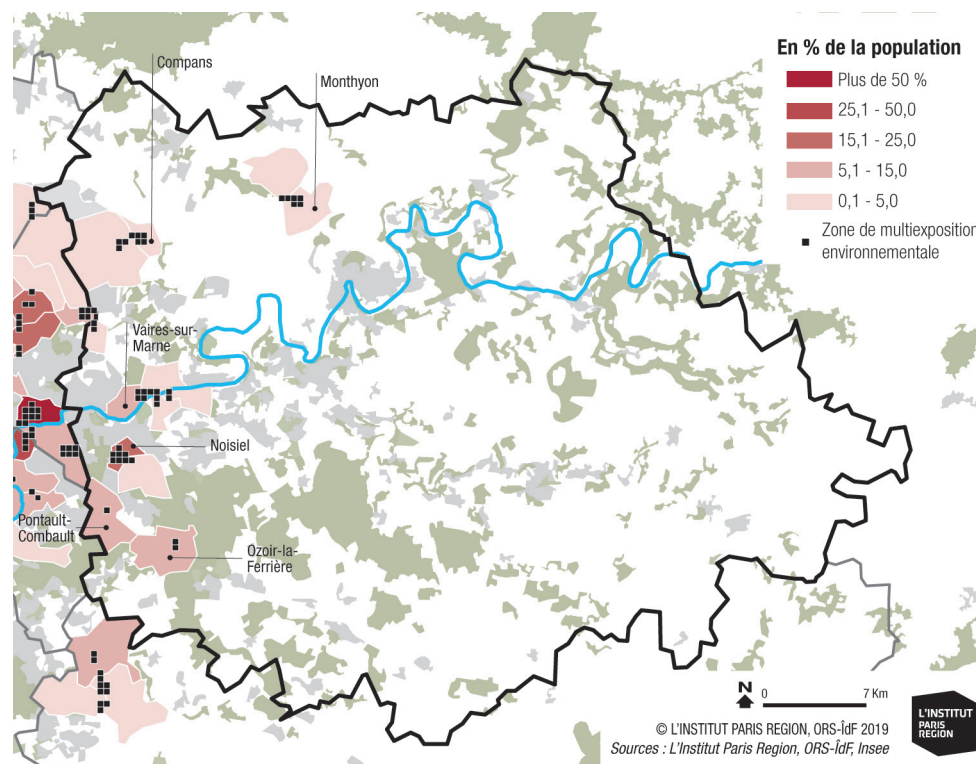 Compans
Monthyon
Vaires-sur-
Marne
Noisiel
Pontault-
Combault
Ozoir-la-
Ferrière
En % de la population
Plus de 50 %
25,1 - 50,0
15,1 - 25,0
5,1 - 15,0
0,1 - 5,0
Zone de multiexposition
environnementale
N
0 7 Km
© L'INSTITUT PARIS REGION, ORS-ÎdF 2019
Sources : L'Institut Paris Region, ORS-ÎdF, Insee
L'INSTITUT
PARIS
REGION